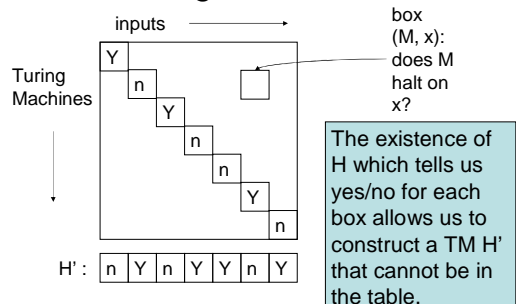 inputs
box
(M, x):
does M
halt on
x?
Turing
Machines
Y
n
Y
n
n
Y
n
H' : n Y n Y Y n Y
The existence of
H which tells us
yes/no for each
box allows us to
construct a TM H'
that cannot be in
the table.